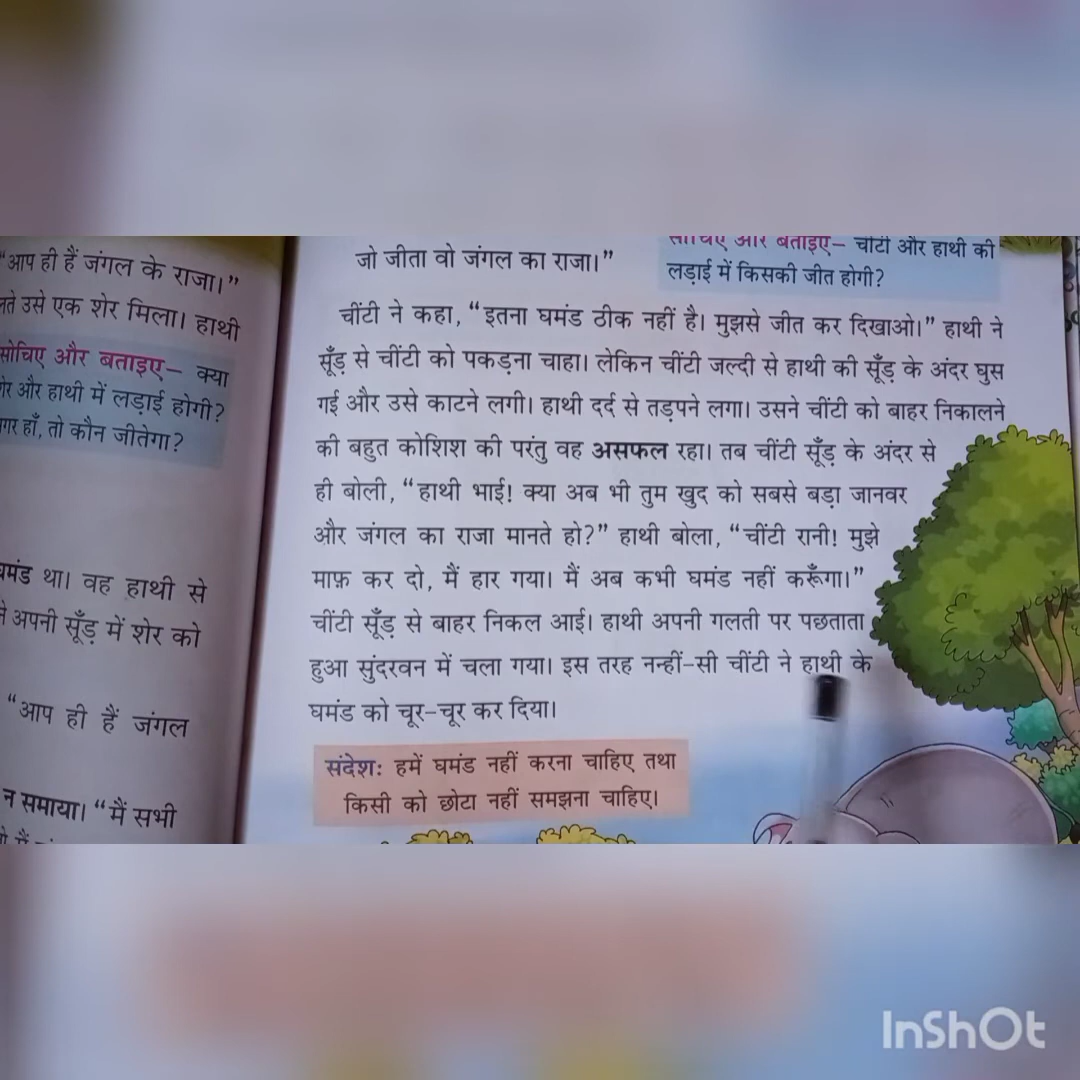 "आप ही हैं जंगल के राजा।"
उसे एक शेर मिला। हाथी
सोचिए और बताइए– क्या
और हाथी में लड़ाई होगी?
हाँ, तो कौन जीतेगा?
था। वह हाथी से
अपनी सूँड़ में शेर को
"आप ही हैं जंगल
न समाया। "मैं सभी
जो जीता वो जंगल का राजा।"
सोचिए और बताइए– चींटी और हाथी की
लड़ाई में किसकी जीत होगी?
चींटी ने कहा, "इतना घमंड ठीक नहीं है। मुझसे जीत कर दिखाओ।" हाथी ने
सूँड़ से चींटी को पकड़ना चाहा। लेकिन चींटी जल्दी से हाथी की सूँड़ के अंदर घुस
गई और उसे काटने लगी। हाथी दर्द से तड़पने लगा। उसने चींटी को बाहर निकालने
की बहुत कोशिश की परंतु वह असफल रहा। तब चींटी सूँड़ के अंदर से
ही बोली, "हाथी भाई! क्या अब भी तुम खुद को सबसे बड़ा जानवर
और जंगल का राजा मानते हो?" हाथी बोला, "चींटी रानी! मुझे
माफ़ कर दो, मैं हार गया। मैं अब कभी घमंड नहीं करूँगा।"
चींटी सूँड़ से बाहर निकल आई। हाथी अपनी गलती पर पछताता
हुआ सुंदरवन में चला गया। इस तरह नन्हीं-सी चींटी ने हाथी के
घमंड को चूर-चूर कर दिया।
संदेश: हमें घमंड नहीं करना चाहिए तथा
किसी को छोटा नहीं समझना चाहिए।
InShOt